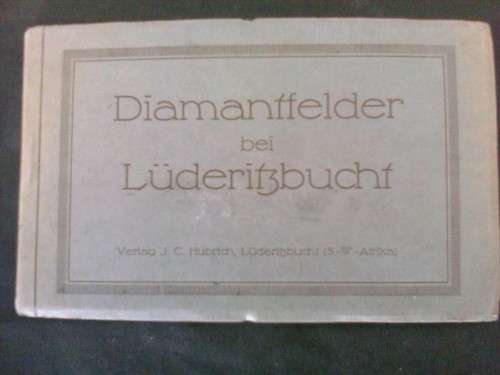 Diamantfelder
bei
Lüderitzbucht
Verlag J. C. Hubrich, Lüderitzbucht (S.-W.-Afrika)